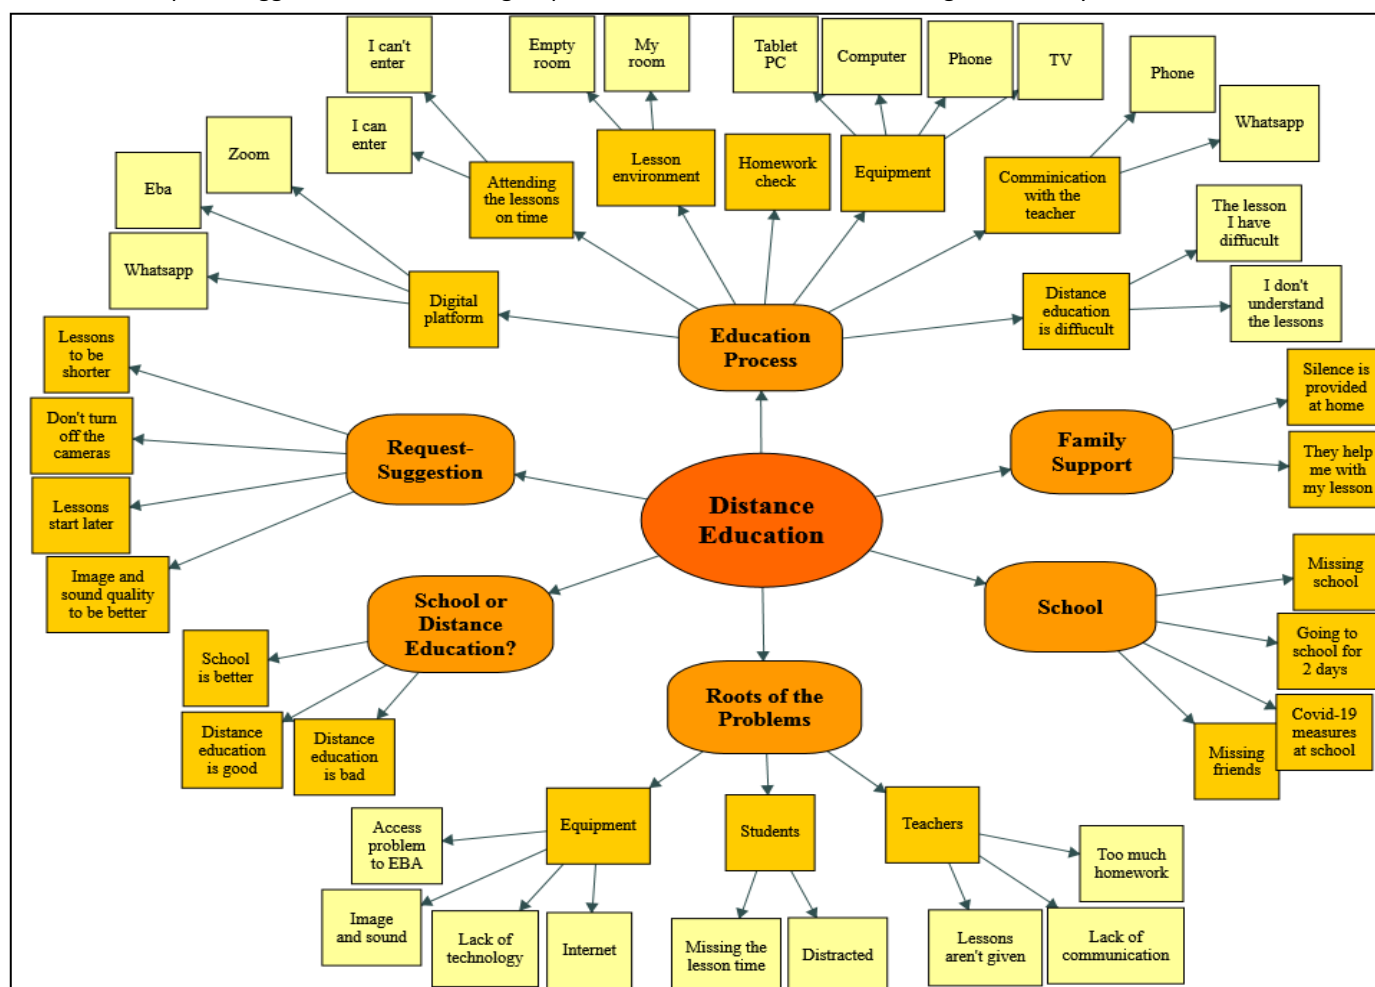 I can't
enter
Empty
room
My
room
Tablet
PC
Computer
Phone
TV
Phone
Whatsapp
I can
enter
Zoom
Eba
Whatsapp
Attending
the lessons
on time
Lesson
environment
Homework
check
Equipment
Comminication
with the
teacher
The lesson
I have
diffucult
I don't
understand
the lessons
Digital
platform
Distance
education
is diffucult
Education
Process
Lessons
to be
shorter
Don't turn
off the
cameras
Lessons
start later
Image and
sound quality
to be better
Request-
Suggestion
Family
Support
Silence is
provided
at home
They help
me with
my lesson
Distance
Education
School or
Distance
Education?
School
is better
Distance
education
is good
Distance
education
is bad
School
Missing
school
Going to
school for
2 days
Covid-19
measures
at school
Missing
friends
Roots of the
Problems
Equipment
Students
Teachers
Access
problem
to EBA
Image
and sound
Lack of
technology
Internet
Missing the
lesson time
Distracted
Lessons
aren't given
Lack of
communication
Too much
homework